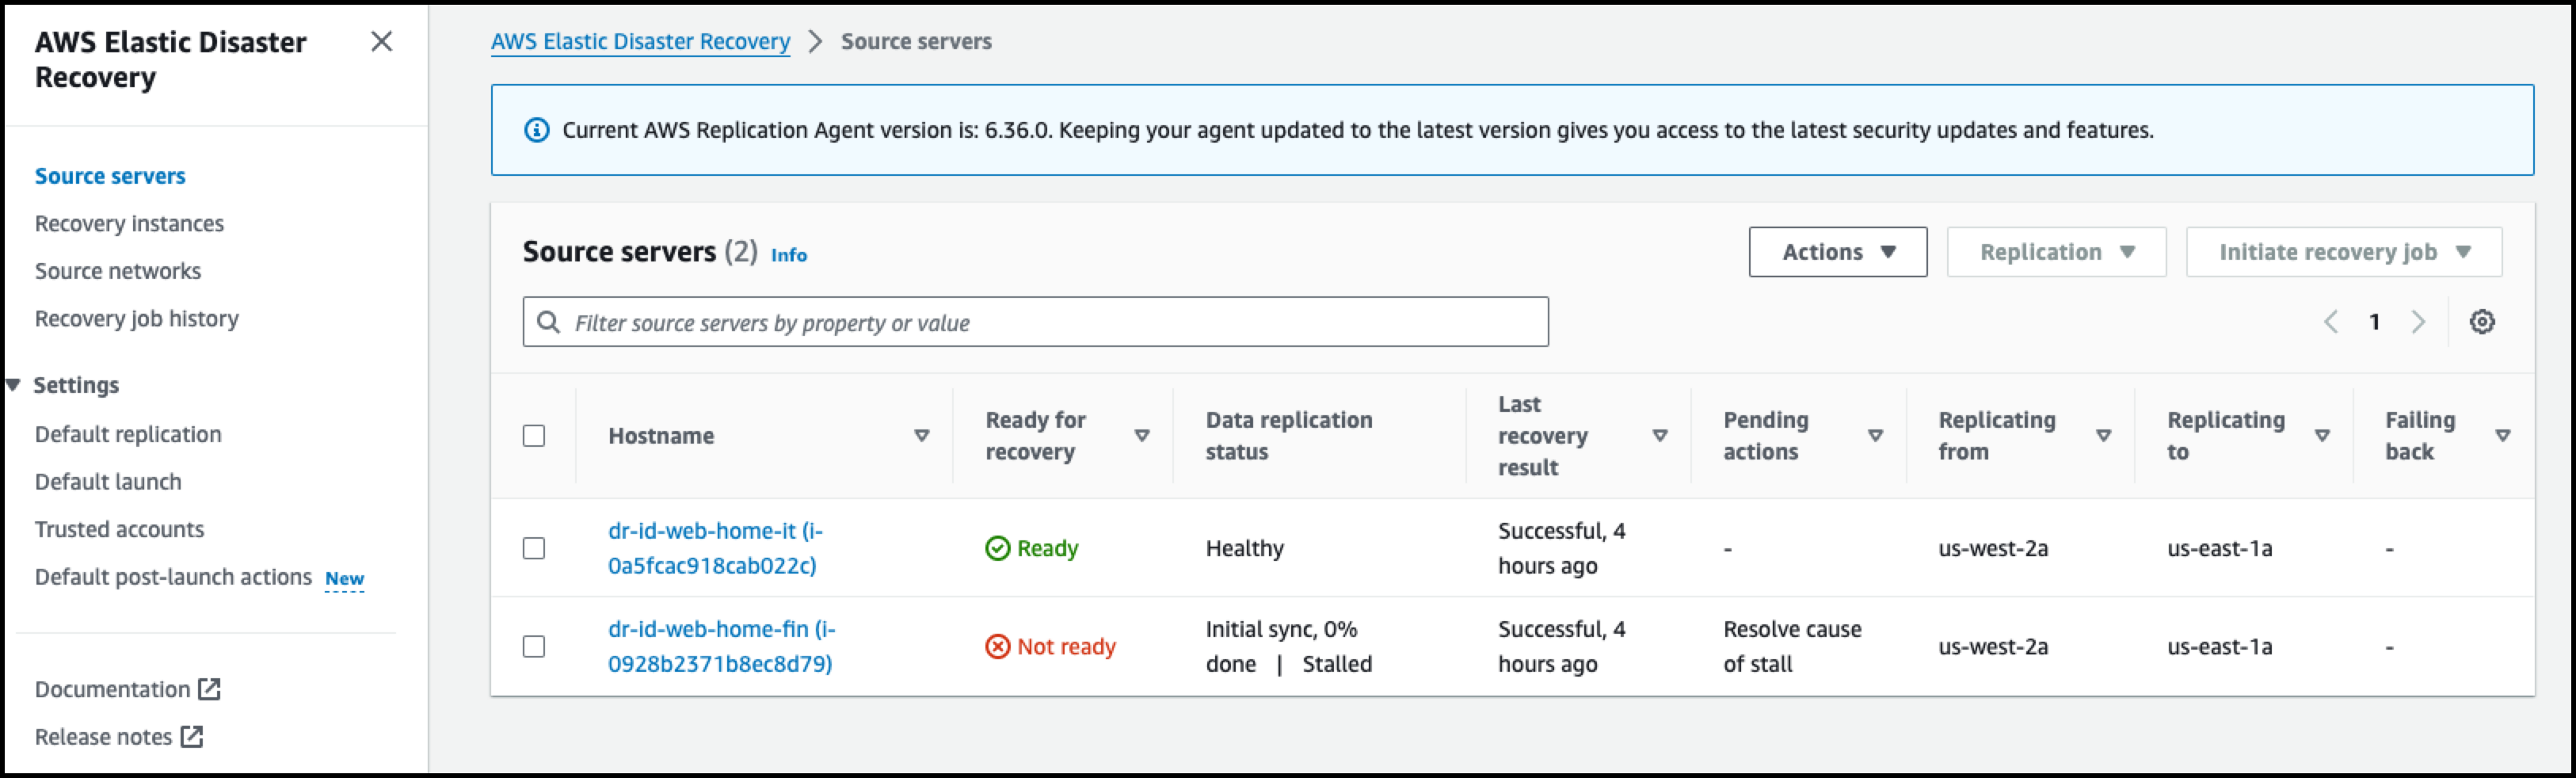 AWS Elastic Disaster
Recovery
Source servers
Recovery instances
Source networks
Recovery job history
Settings
Default replication
Default launch
Trusted accounts
Default post-launch actions New
Documentation
Release notes
AWS Elastic Disaster Recovery > Source servers
Current AWS Replication Agent version is: 6.36.0. Keeping your agent updated to the latest version gives you access to the latest security updates and features.
Source servers (2) Info
Actions
Replication
Initiate recovery job
Filter source servers by property or value
1
Hostname
Ready for
recovery
Data replication
status
Last
recovery
result
Pending
actions
Replicating
from
Replicating
to
Failing
back
dr-id-web-home-it (i-
0a5fcac918cab022c)
Ready
Healthy
Successful, 4
hours ago
-
us-west-2a
us-east-1a
-
dr-id-web-home-fin (i-
0928b2371b8ec8d79)
Not ready
Initial sync, 0%
done | Stalled
Successful, 4
hours ago
Resolve cause
of stall
us-west-2a
us-east-1a
-